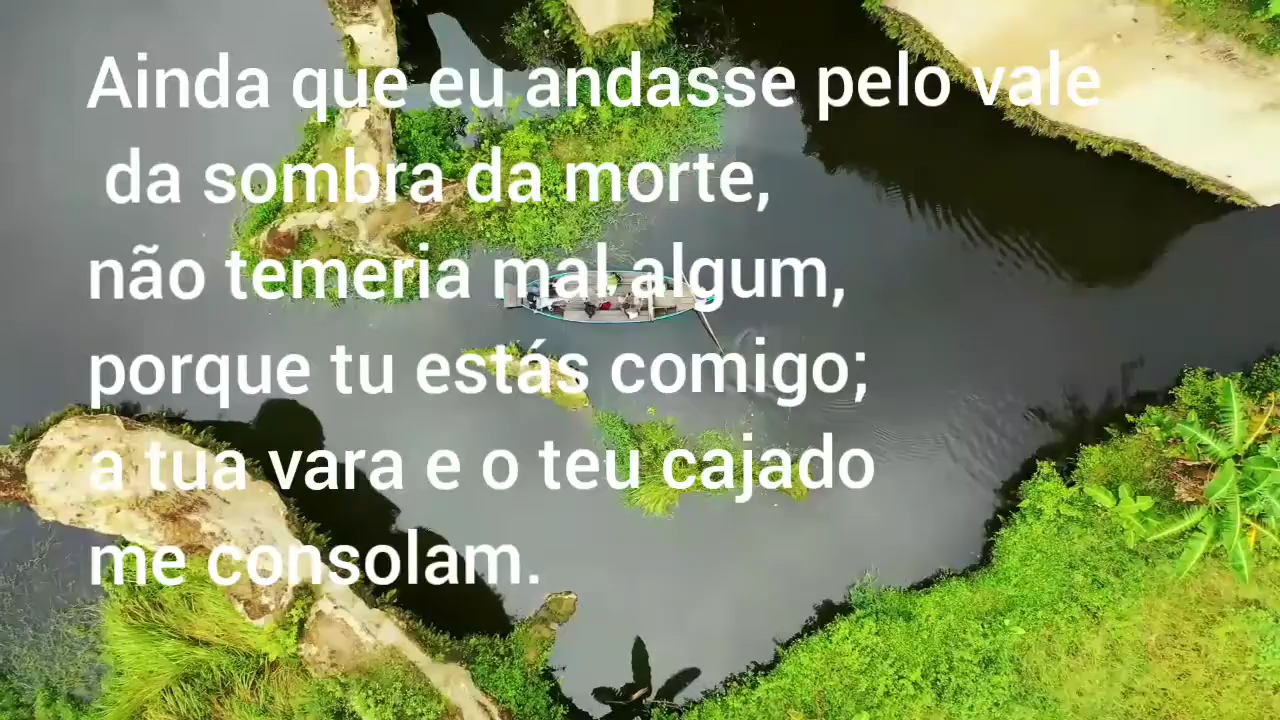 Ainda que eu andasse pelo vale
da sombra da morte,
não temeria mal algum,
porque tu estás comigo;
a tua vara e o teu cajado
me consolam.